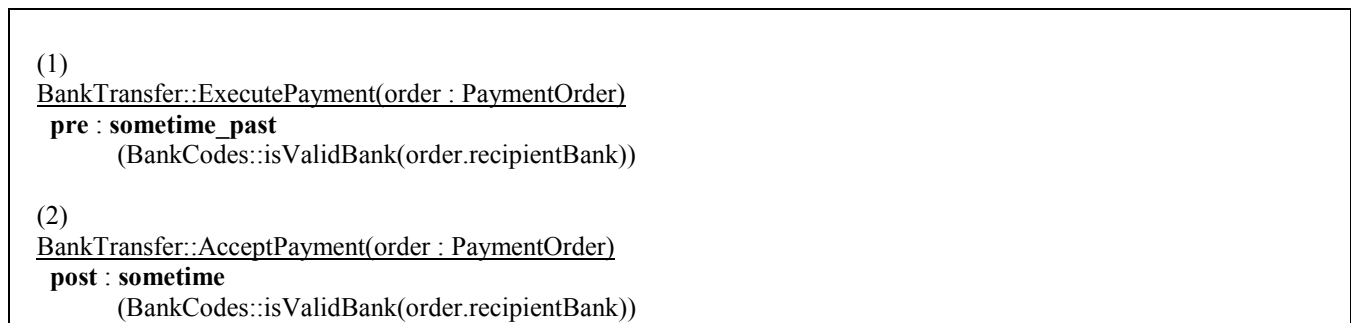 (1)
BankTransfer::ExecutePayment(order : PaymentOrder)
pre : sometime_past
(BankCodes::isValidBank(order.recipientBank))
(2)
BankTransfer::AcceptPayment(order : PaymentOrder)
post : sometime
(BankCodes::isValidBank(order.recipientBank))